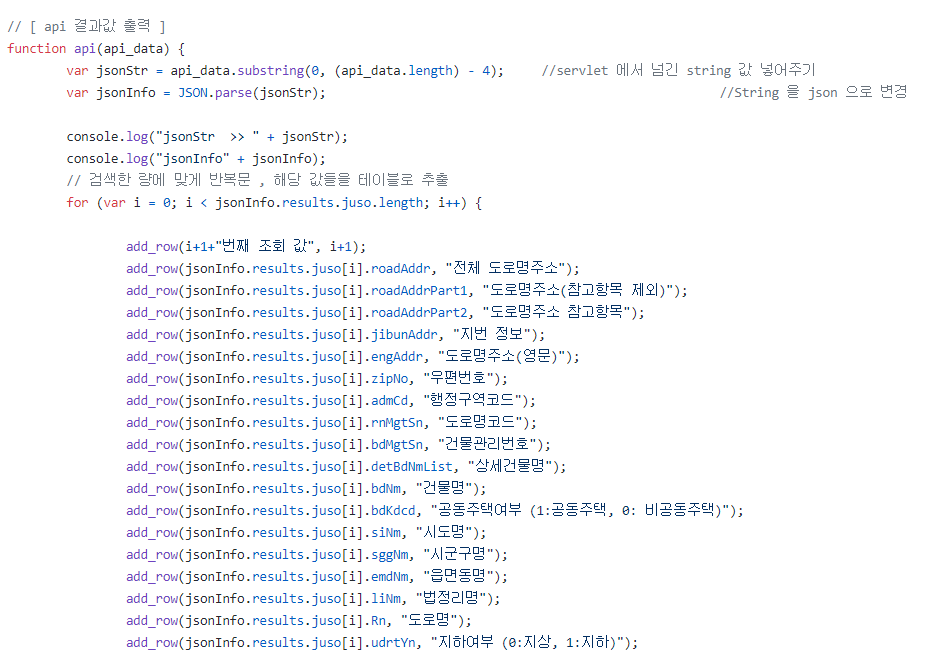 // [ api 결과값 출력 ]
function api(api_data) {
var jsonStr = api_data.substring(0, (api_data.length) - 4); //servlet 에서 넘긴 string 값 넣어주기
var jsonInfo = JSON.parse(jsonStr); //String 을 json 으로 변경
console.log("jsonStr >> " + jsonStr);
console.log("jsonInfo" + jsonInfo);
// 검색한 량에 맞게 반복문 , 해당 값들을 테이블로 추출
for (var i = 0; i < jsonInfo.results.juso.length; i++) {
add_row(i+1+"번째 조회 값", i+1);
add_row(jsonInfo.results.juso[i].roadAddr, "전체 도로명주소");
add_row(jsonInfo.results.juso[i].roadAddrPart1, "도로명주소(참고항목 제외)");
add_row(jsonInfo.results.juso[i].roadAddrPart2, "도로명주소 참고항목");
add_row(jsonInfo.results.juso[i].jibunAddr, "지번 정보");
add_row(jsonInfo.results.juso[i].engAddr, "도로명주소(영문)");
add_row(jsonInfo.results.juso[i].zipNo, "우편번호");
add_row(jsonInfo.results.juso[i].admCd, "행정구역코드");
add_row(jsonInfo.results.juso[i].rnMgtSn, "도로명코드");
add_row(jsonInfo.results.juso[i].bdMgtSn, "건물관리번호");
add_row(jsonInfo.results.juso[i].detBdNmList, "상세건물명");
add_row(jsonInfo.results.juso[i].bdNm, "건물명");
add_row(jsonInfo.results.juso[i].bdKdcd, "공동주택여부 (1:공동주택, 0: 비공동주택)");
add_row(jsonInfo.results.juso[i].siNm, "시도명");
add_row(jsonInfo.results.juso[i].sggNm, "시군구명");
add_row(jsonInfo.results.juso[i].emdNm, "읍면동명");
add_row(jsonInfo.results.juso[i].liNm, "법정리명");
add_row(jsonInfo.results.juso[i].Rn, "도로명");
add_row(jsonInfo.results.juso[i].udrtYn, "지하여부 (0:지상, 1:지하)");